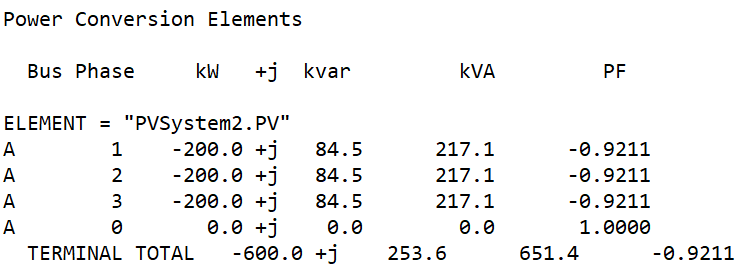 Power Conversion Elements
Bus Phase kW +j kvar kVA PF
ELEMENT = "PVSystem2.PV"
A 1 -200.0 +j 84.5 217.1 -0.9211
A 2 -200.0 +j 84.5 217.1 -0.9211
A 3 -200.0 +j 84.5 217.1 -0.9211
A 0 0.0 +j 0.0 0.0 1.0000
TERMINAL TOTAL -600.0 +j 253.6 651.4 -0.9211